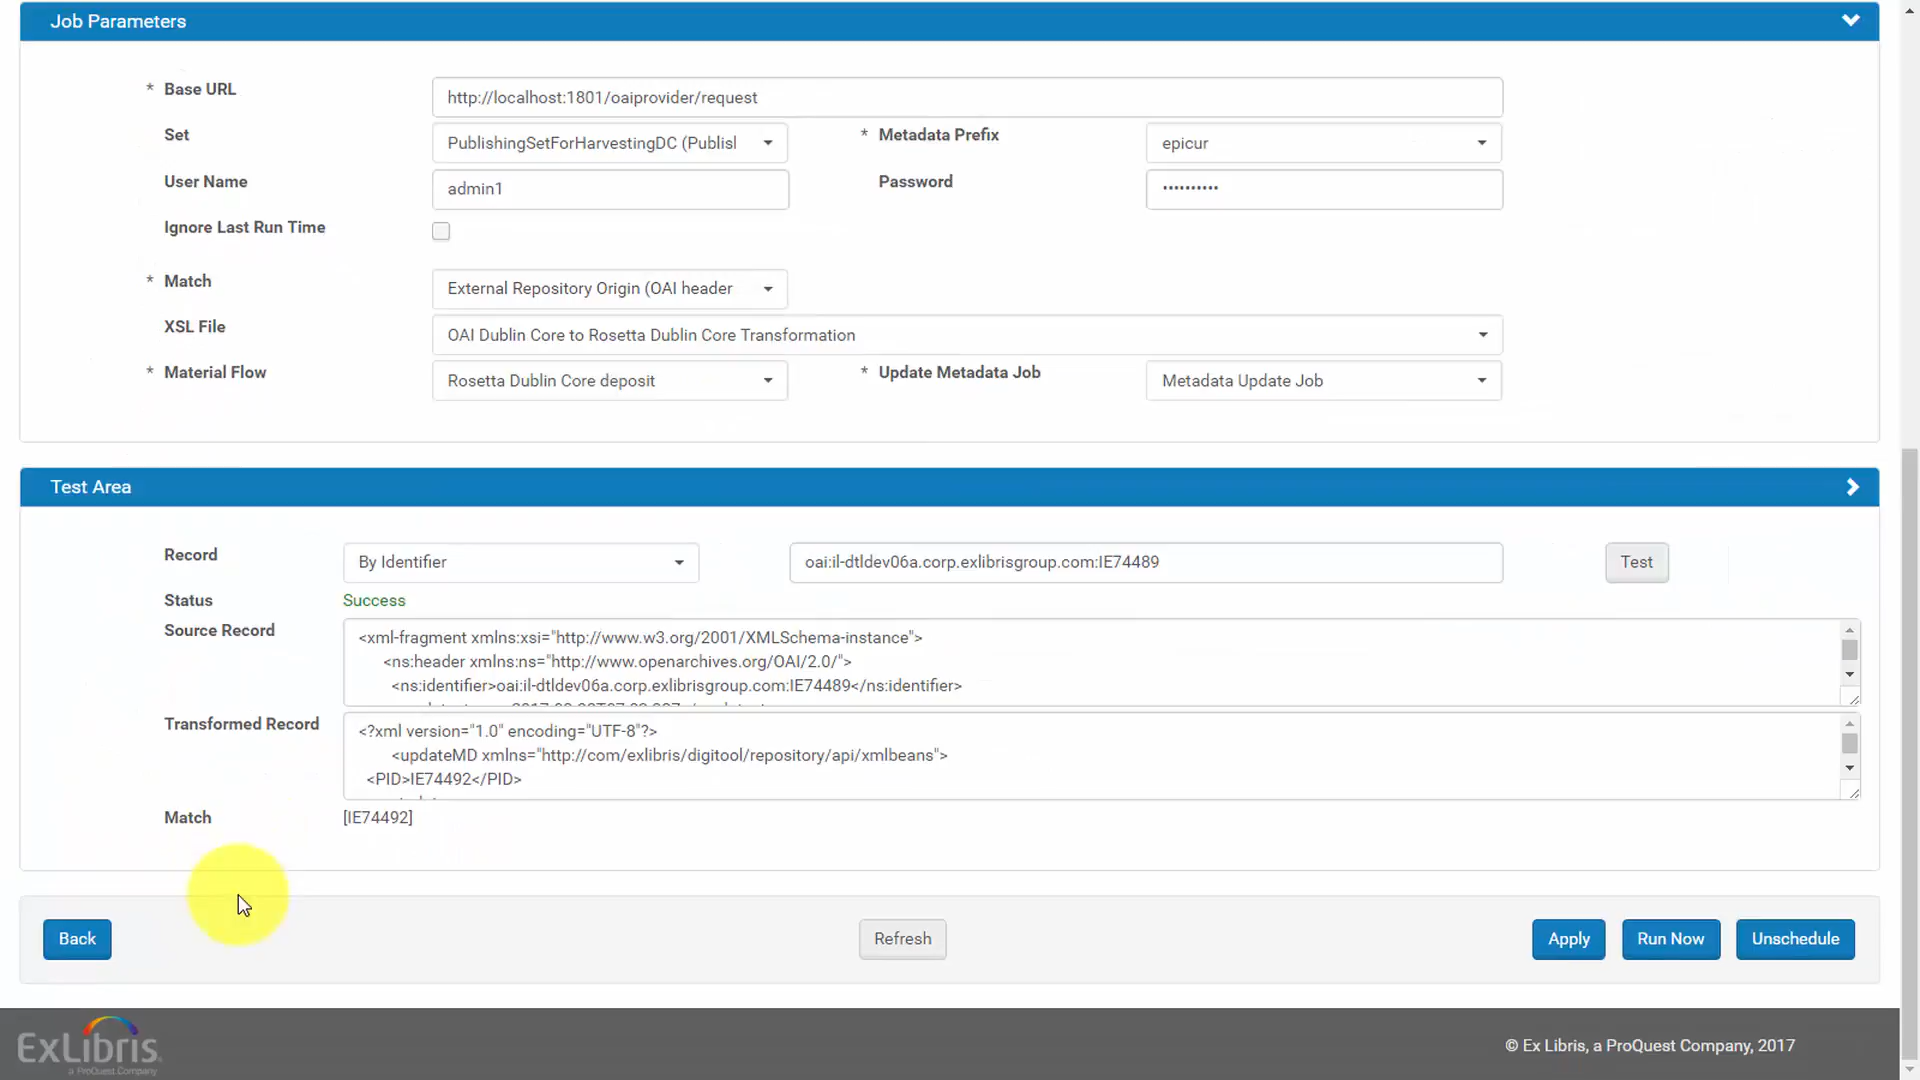 Job Parameters
* Base URL
http://localhost:1801/oaiprovider/request
Set
PublishingSetForHarvestingDC (Publisl
* Metadata Prefix
epicur
User Name
admin1
Password
••••••••••
Ignore Last Run Time
* Match
External Repository Origin (OAI header
XSL File
OAI Dublin Core to Rosetta Dublin Core Transformation
* Material Flow
Rosetta Dublin Core deposit
* Update Metadata Job
Metadata Update Job
Test Area
Record
By Identifier
oai:il-dtldev06a.corp.exlibrisgroup.com:IE74489
Test
Status
Success
Source Record
<xml-fragment xmlns:xsi="http://www.w3.org/2001/XMLSchema-instance">
<ns:header xmlns:ns="http://www.openarchives.org/OAI/2.0/">
<ns:identifier>oai:il-dtldev06a.corp.exlibrisgroup.com:IE74489</ns:identifier>
Transformed Record
<?xml version="1.0" encoding="UTF-8"?>
<updateMD xmlns="http://com/exlibris/digitool/repository/api/xmlbeans">
<PID>IE74492</PID>
Match
[IE74492]
Back
Refresh
Apply
Run Now
Unschedule
ExLibris
a ProQuest Company
© Ex Libris, a ProQuest Company, 2017